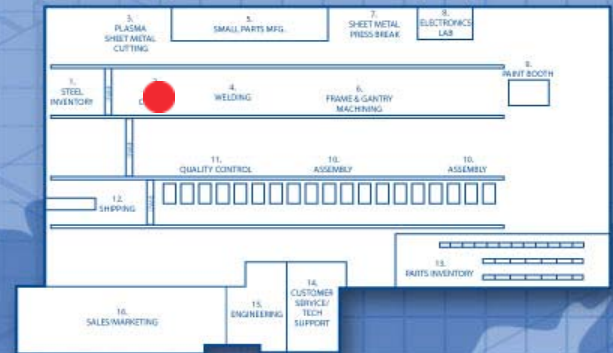 3.
PLASMA
SHEET METAL
CUTTING
5.
SMALL PARTS MFG.
7.
SHEET METAL
PRESS BREAK
8.
ELECTRONICS
LAB
1.
STEEL
INVENTORY
4.
WELDING
6.
FRAME & GANTRY
MACHINING
9.
PAINT BOOTH
11.
QUALITY CONTROL
10.
ASSEMBLY
10.
ASSEMBLY
12.
SHIPPING
13.
PARTS INVENTORY
14.
CUSTOMER
SERVICE/
TECH
SUPPORT
15.
ENGINEERING
16.
SALES/MARKETING